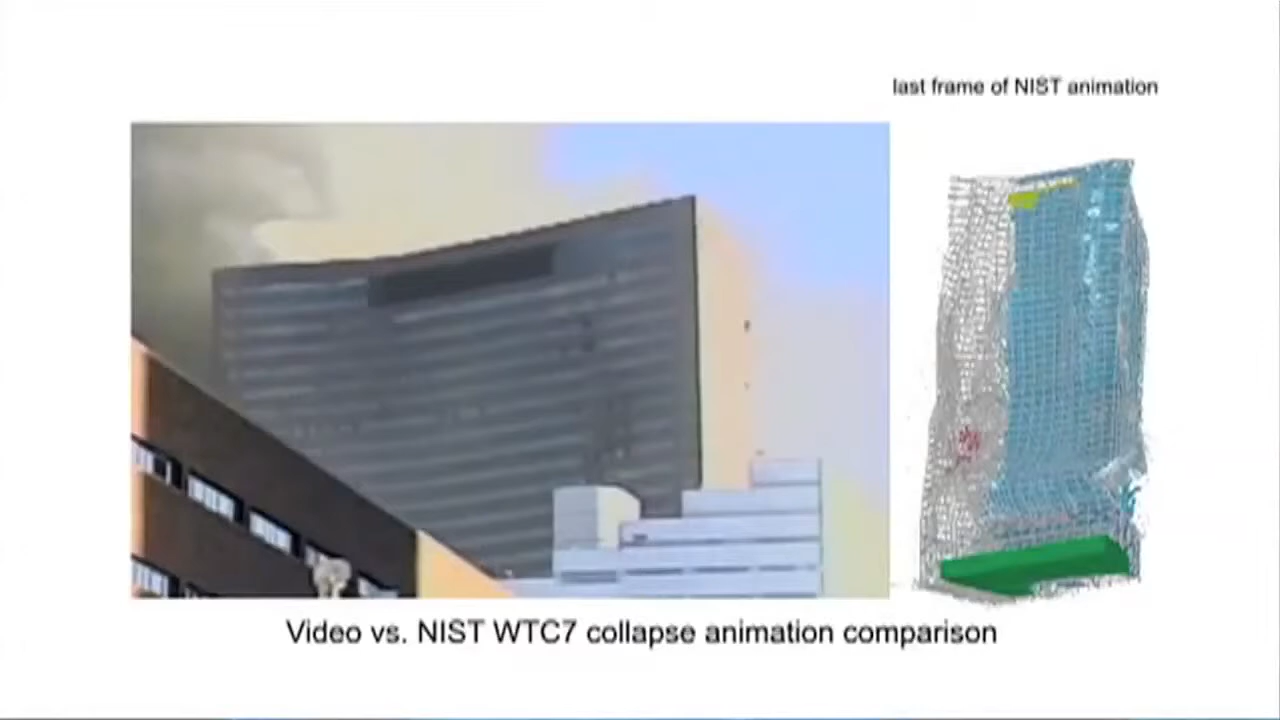 last frame of NIST animation
Video vs. NIST WTC7 collapse animation comparison